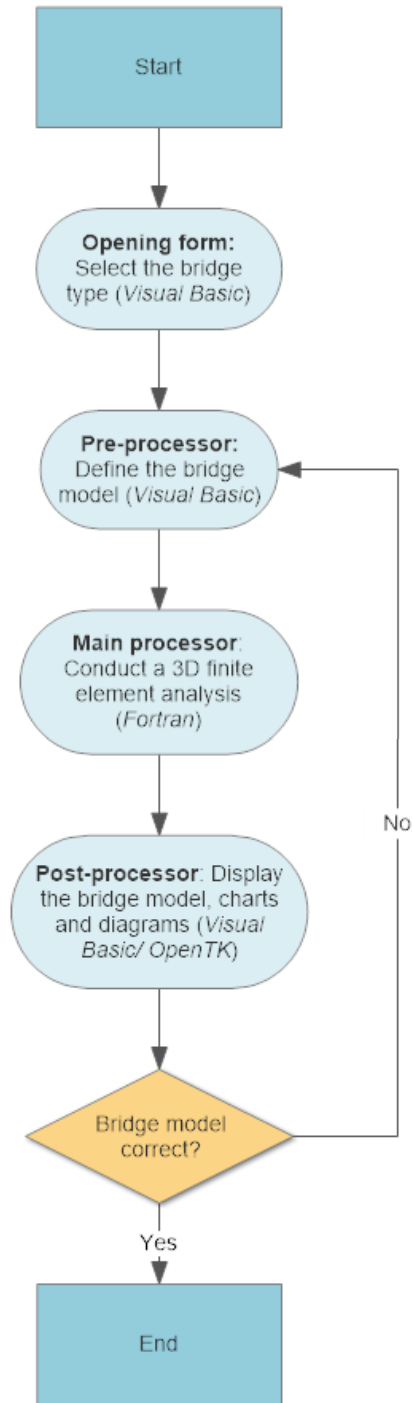 Start
Opening form:
Select the bridge
type (Visual Basic)
Pre-processor:
Define the bridge
model (Visual Basic)
Main processor:
Conduct a 3D finite
element analysis
(Fortran)
No
Post-processor: Display
the bridge model, charts
and diagrams (Visual
Basic/ OpenTK)
Bridge model
correct?
Yes
End